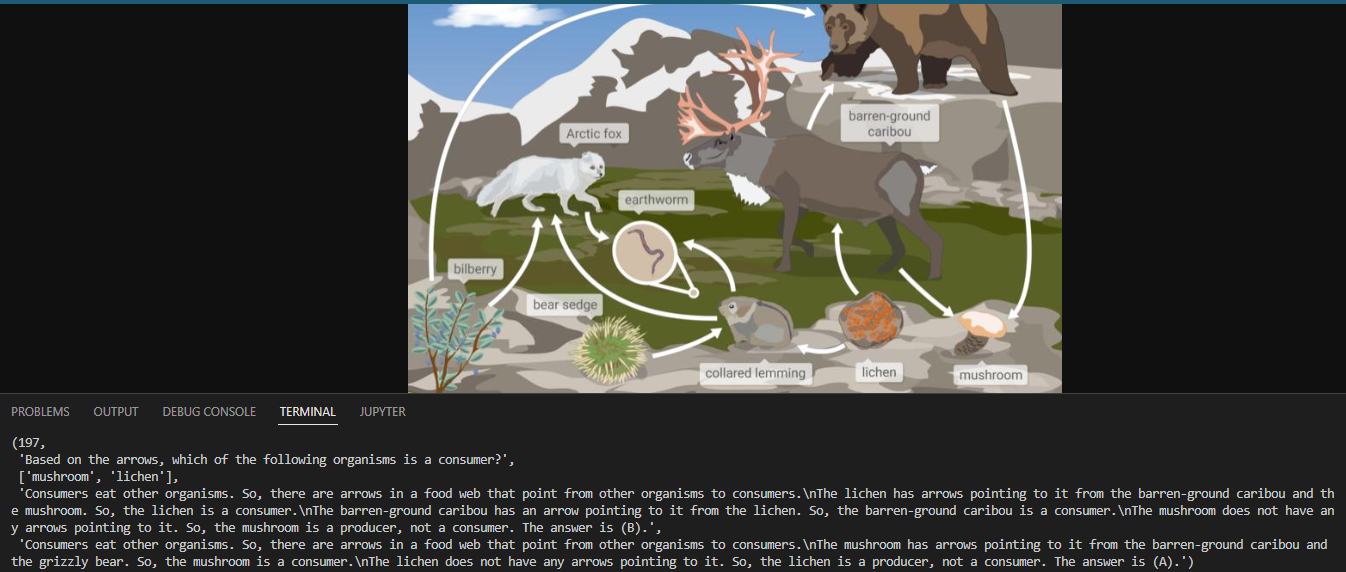 barren-ground
caribou
Arctic fox
earthworm
bilberry
bear sedge
collared lemming
lichen
mushroom
PROBLEMS OUTPUT DEBUG CONSOLE TERMINAL JUPYTER
(197,
'Based on the arrows, which of the following organisms is a consumer?',
['mushroom', 'lichen'],
'Consumers eat other organisms. So, there are arrows in a food web that point from other organisms to consumers.\nThe lichen has arrows pointing to it from the barren-ground caribou and th
e mushroom. So, the lichen is a consumer.\nThe barren-ground caribou has an arrow pointing to it from the lichen. So, the barren-ground caribou is a consumer.\nThe mushroom does not have an
y arrows pointing to it. So, the mushroom is a producer, not a consumer. The answer is (B).',
'Consumers eat other organisms. So, there are arrows in a food web that point from other organisms to consumers.\nThe mushroom has arrows pointing to it from the barren-ground caribou and
the grizzly bear. So, the mushroom is a consumer.\nThe lichen does not have any arrows pointing to it. So, the lichen is a producer, not a consumer. The answer is (A).')